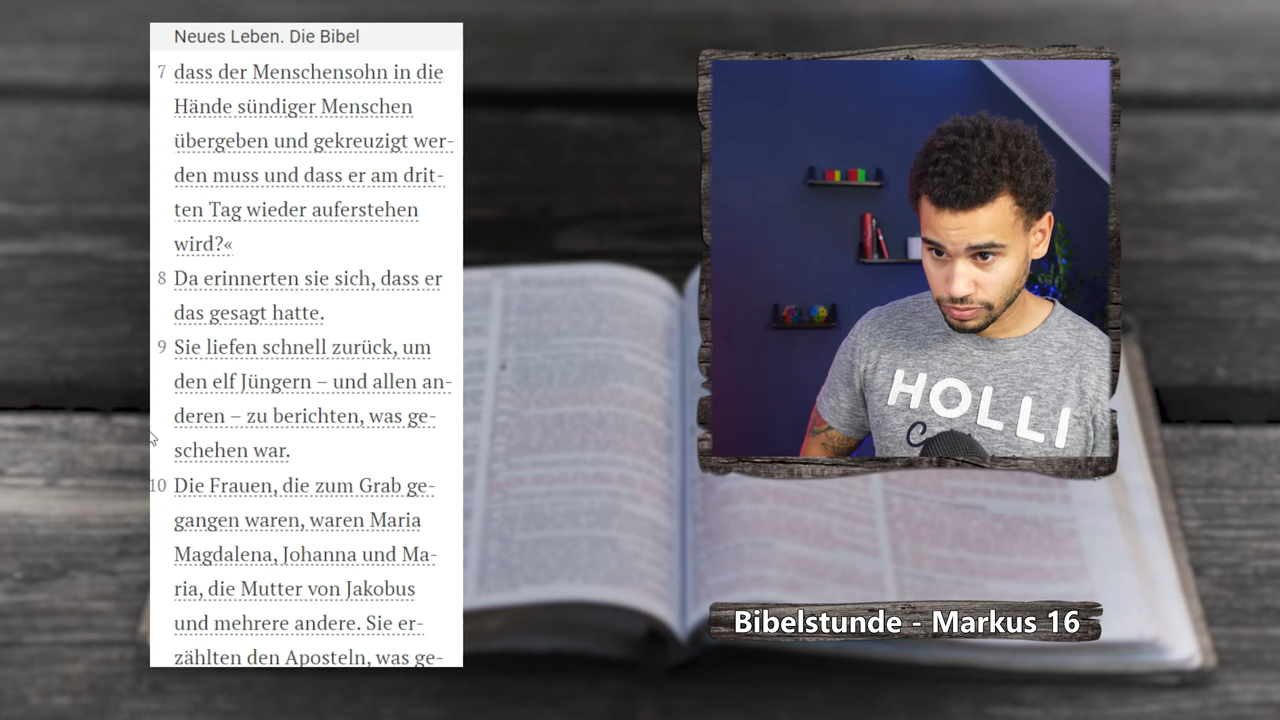 Neues Leben. Die Bibel
7 dass der Menschensohn in die
Hände sündiger Menschen
übergeben und gekreuzigt wer-
den muss und dass er am drit-
ten Tag wieder auferstehen
wird?«
8 Da erinnerten sie sich, dass er
das gesagt hatte.
9 Sie liefen schnell zurück, um
den elf Jüngern – und allen an-
deren – zu berichten, was ge-
schehen war.
10 Die Frauen, die zum Grab ge-
gangen waren, waren Maria
Magdalena, Johanna und Ma-
ria, die Mutter von Jakobus
und mehrere andere. Sie er-
zählten den Aposteln, was ge-
HOLLI
Bibelstunde - Markus 16